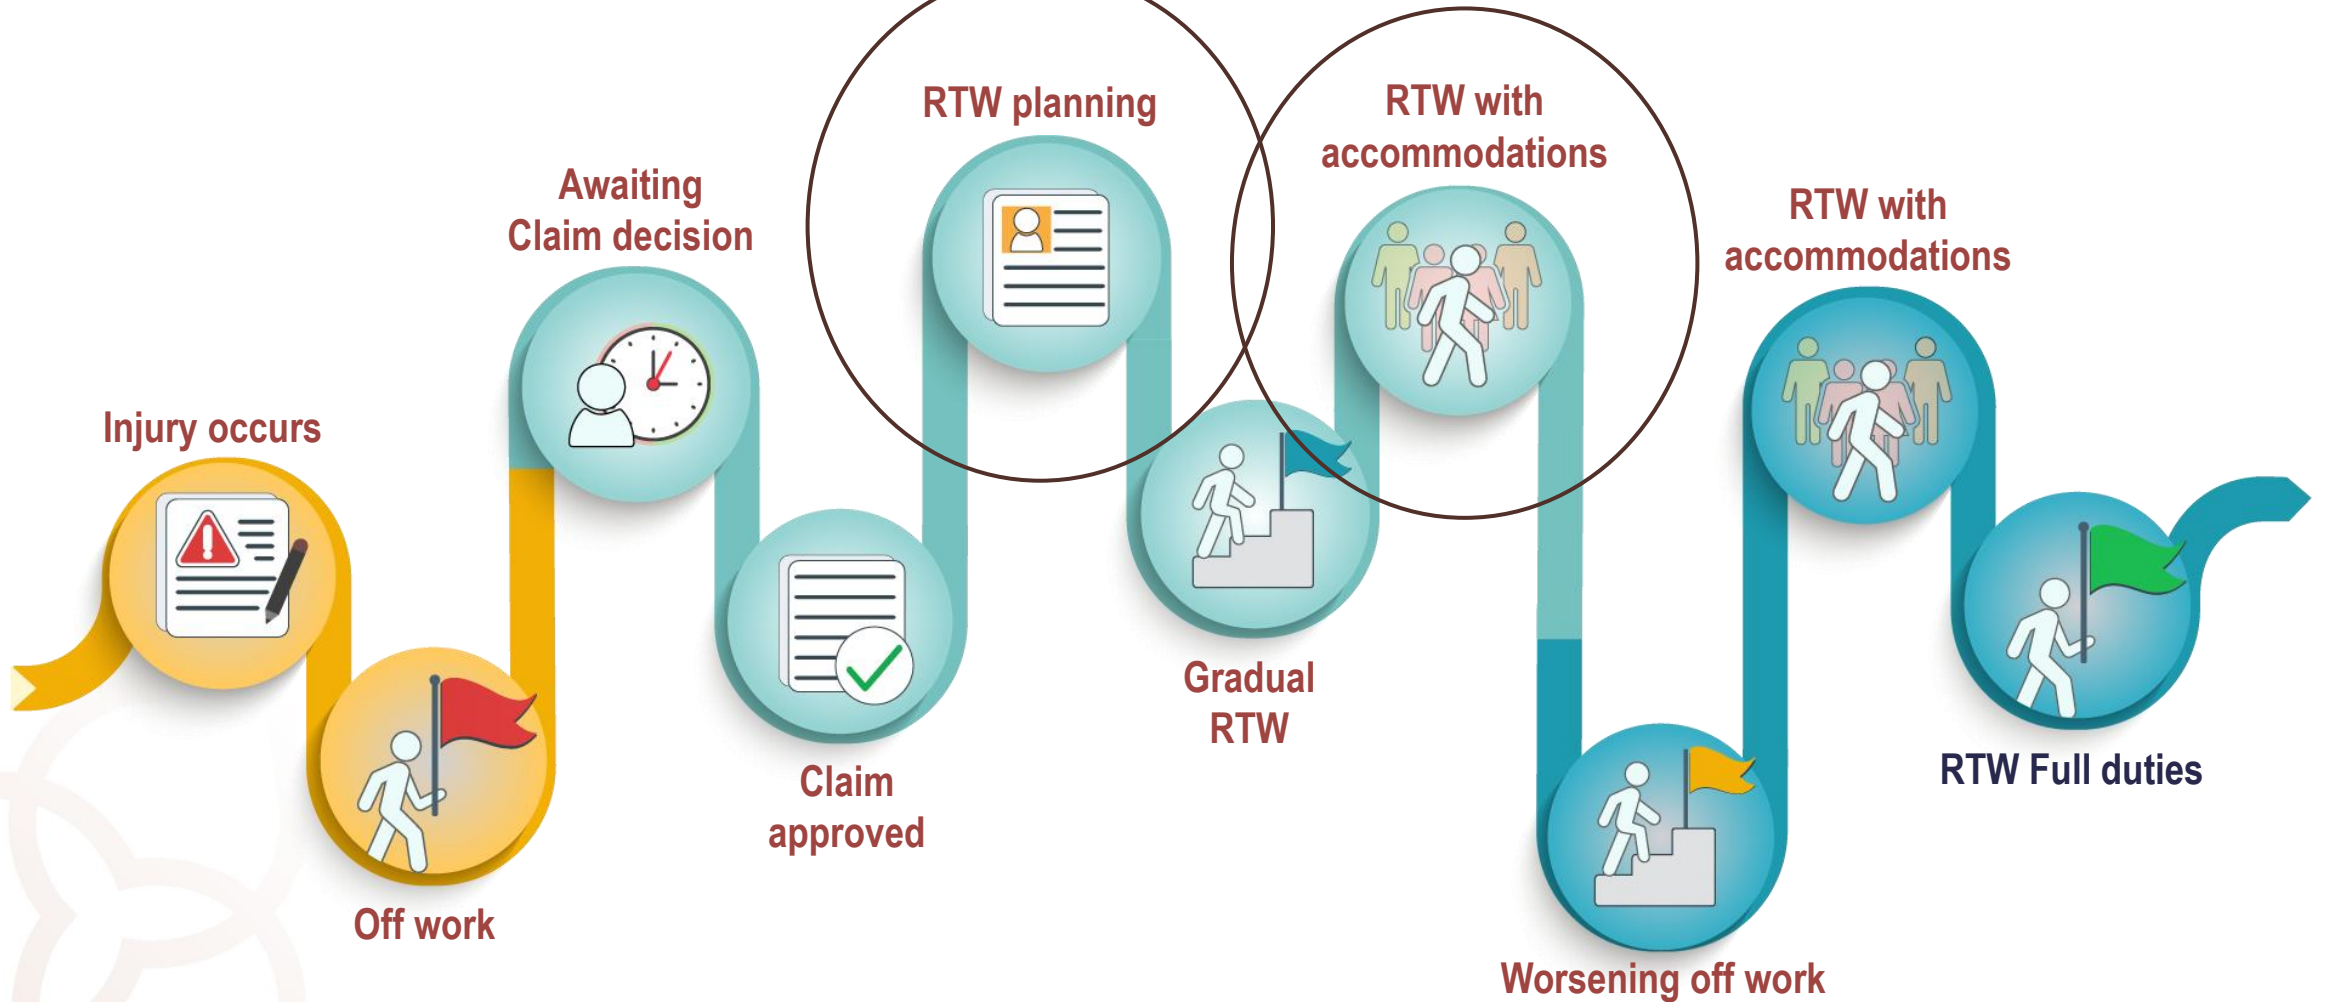 Injury occurs
Off work
Awaiting
Claim decision
Claim
approved
RTW planning
Gradual
RTW
RTW with
accommodations
Worsening off work
RTW with
accommodations
RTW Full duties